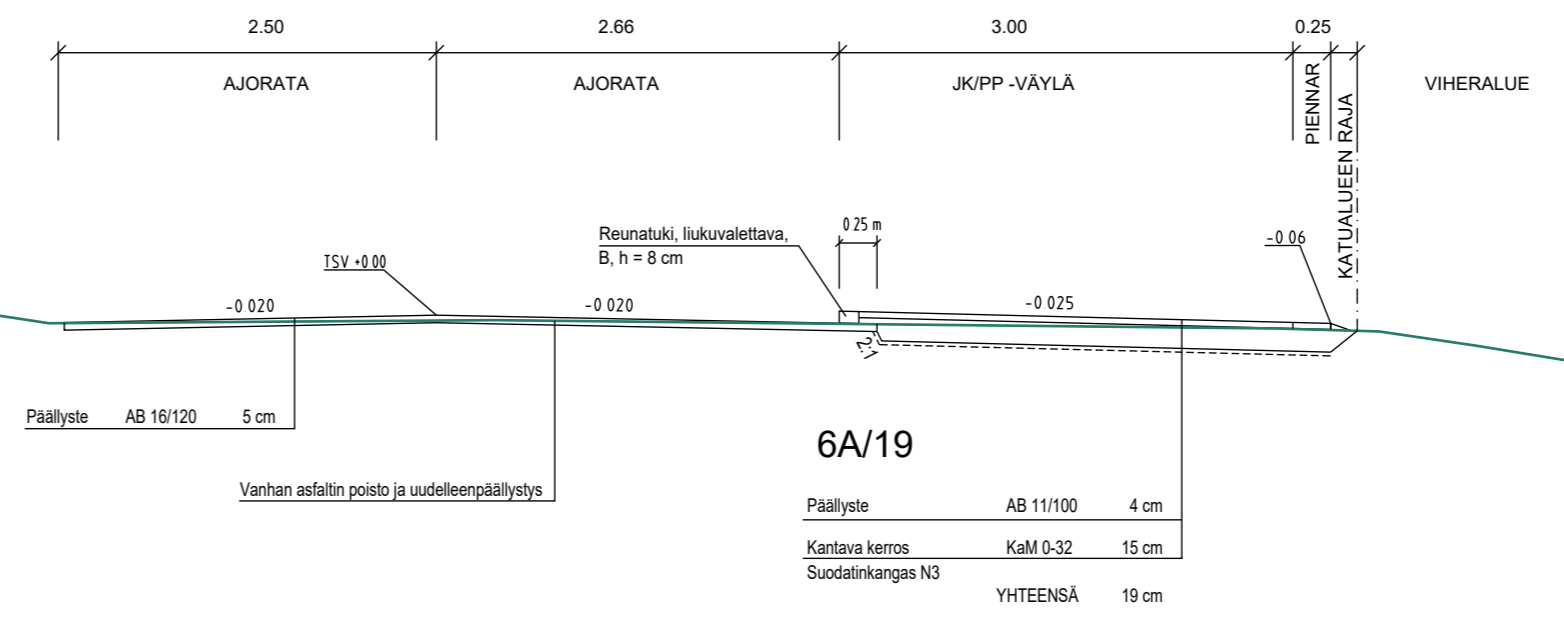 2.50 2.66 3.00 0.25
AJORATA AJORATA JK/PP -VÄYLÄ PIENNAR KATUALUEEN RAJA VIHERALUE
Reunatuki, liukuvalettava,
B, h = 8 cm
0.25 m
-0.06
TSV +0.00
-0.020 -0.020 -0.025
2:1
Päällyste AB 16/120 5 cm
Vanhan asfaltin poisto ja uudelleenpäällystys
6A/19
Päällyste AB 11/100 4 cm
Kantava kerros KaM 0-32 15 cm
Suodatinkangas N3
YHTEENSÄ 19 cm